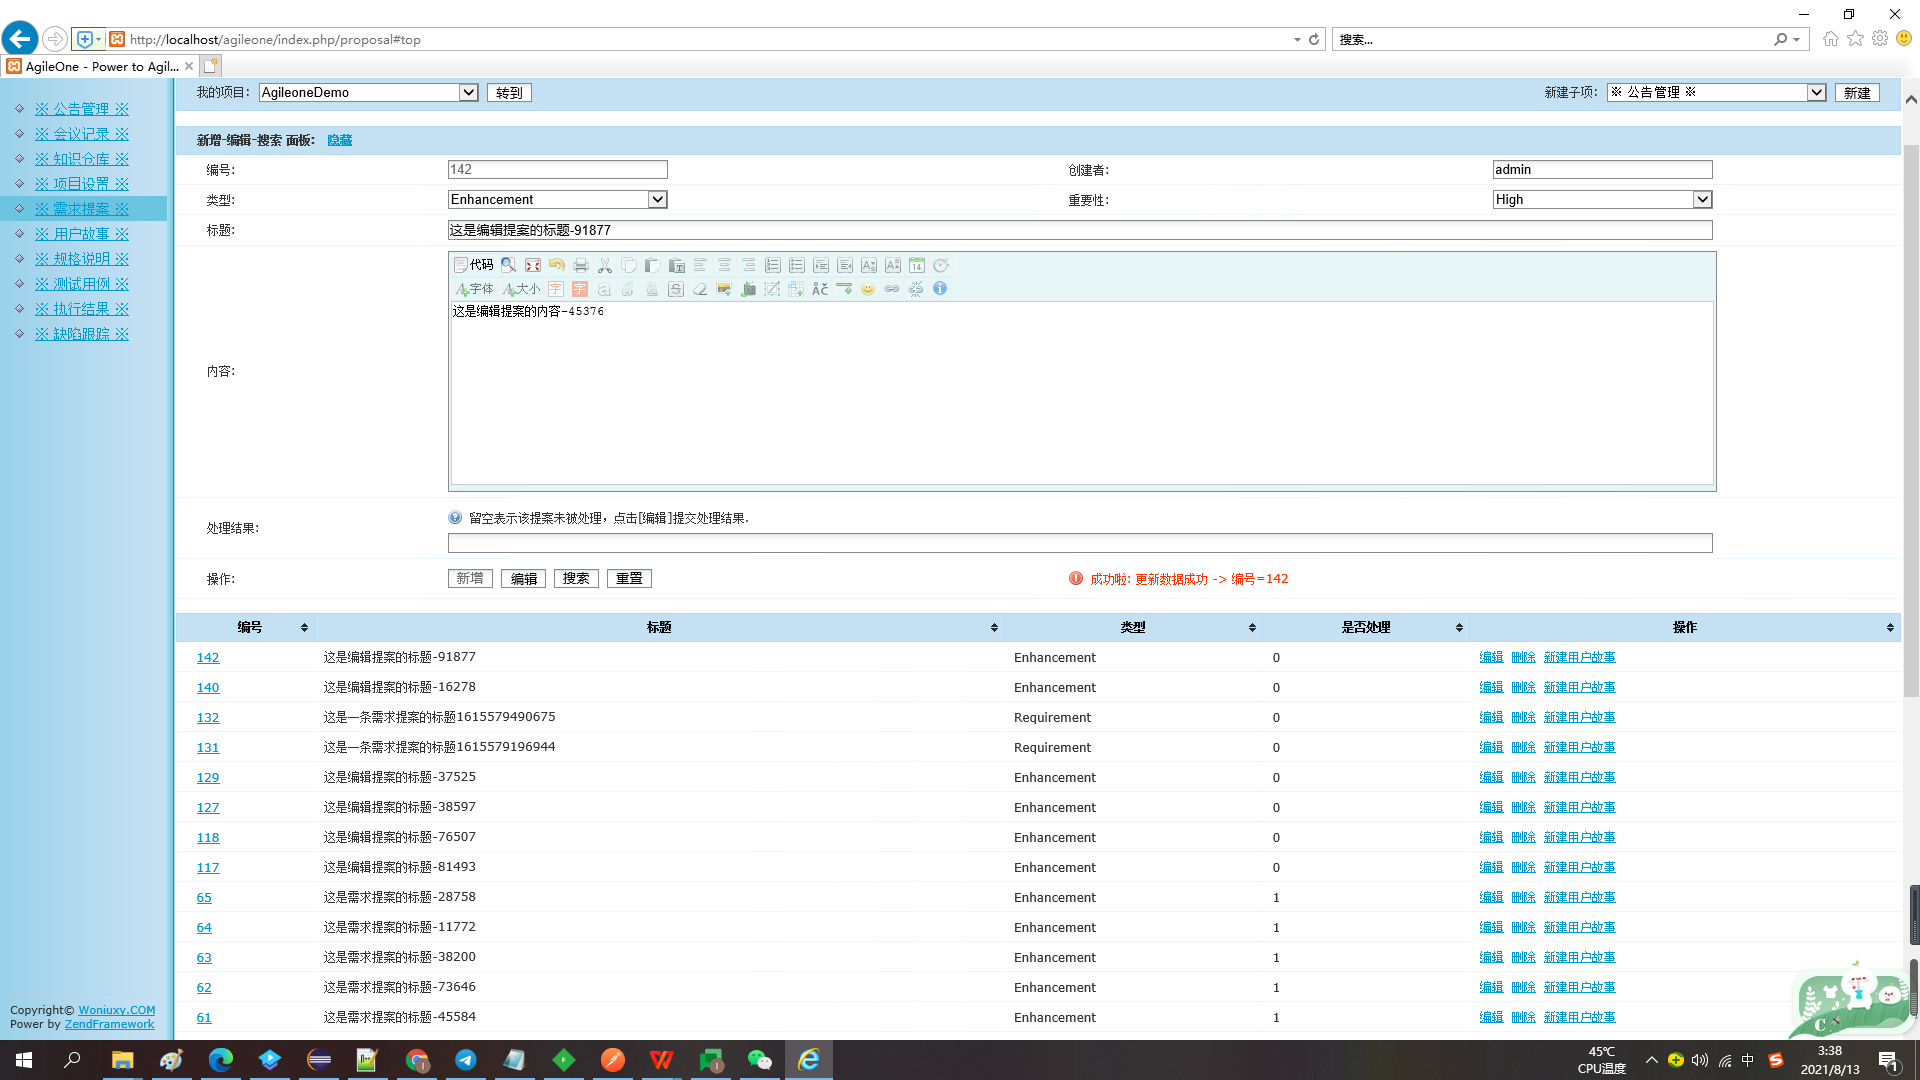 http://localhost/agileone/index.php/proposal#top
搜索...
AgileOne - Power to Agil...
※ 公告管理 ※
※ 会议记录 ※
※ 知识仓库 ※
※ 项目设置 ※
※ 需求提案 ※
※ 用户故事 ※
※ 规格说明 ※
※ 测试用例 ※
※ 执行结果 ※
※ 缺陷跟踪 ※
Copyright© Woniuxy.COM
Power by ZendFramework
我的项目: AgileoneDemo 转到 新建子项: ※ 公告管理 ※ 新建
新增-编辑-搜索 面板: 隐藏
编号: 142 创建者: admin
类型: Enhancement 重要性: High
标题: 这是编辑提案的标题-91877
代码
字体 大小
内容: 这是编辑提案的内容-45376
处理结果: 留空表示该提案未被处理，点击[编辑]提交处理结果.
操作: 新增 编辑 搜索 重置 成功啦: 更新数据成功 -> 编号=142
编号 标题 类型 是否处理 操作
142 这是编辑提案的标题-91877 Enhancement 0 编辑 删除 新建用户故事
140 这是编辑提案的标题-16278 Enhancement 0 编辑 删除 新建用户故事
132 这是一条需求提案的标题1615579490675 Requirement 0 编辑 删除 新建用户故事
131 这是一条需求提案的标题1615579196944 Requirement 0 编辑 删除 新建用户故事
129 这是编辑提案的标题-37525 Enhancement 0 编辑 删除 新建用户故事
127 这是编辑提案的标题-38597 Enhancement 0 编辑 删除 新建用户故事
118 这是编辑提案的标题-76507 Enhancement 0 编辑 删除 新建用户故事
117 这是编辑提案的标题-81493 Enhancement 0 编辑 删除 新建用户故事
65 这是需求提案的标题-28758 Enhancement 1 编辑 删除 新建用户故事
64 这是需求提案的标题-11772 Enhancement 1 编辑 删除 新建用户故事
63 这是需求提案的标题-38200 Enhancement 1 编辑 删除 新建用户故事
62 这是需求提案的标题-73646 Enhancement 1 编辑 删除 新建用户故事
61 这是需求提案的标题-45584 Enhancement 1 编辑 删除 新建用户故事
45℃
CPU温度
中
3:38
2021/8/13
1